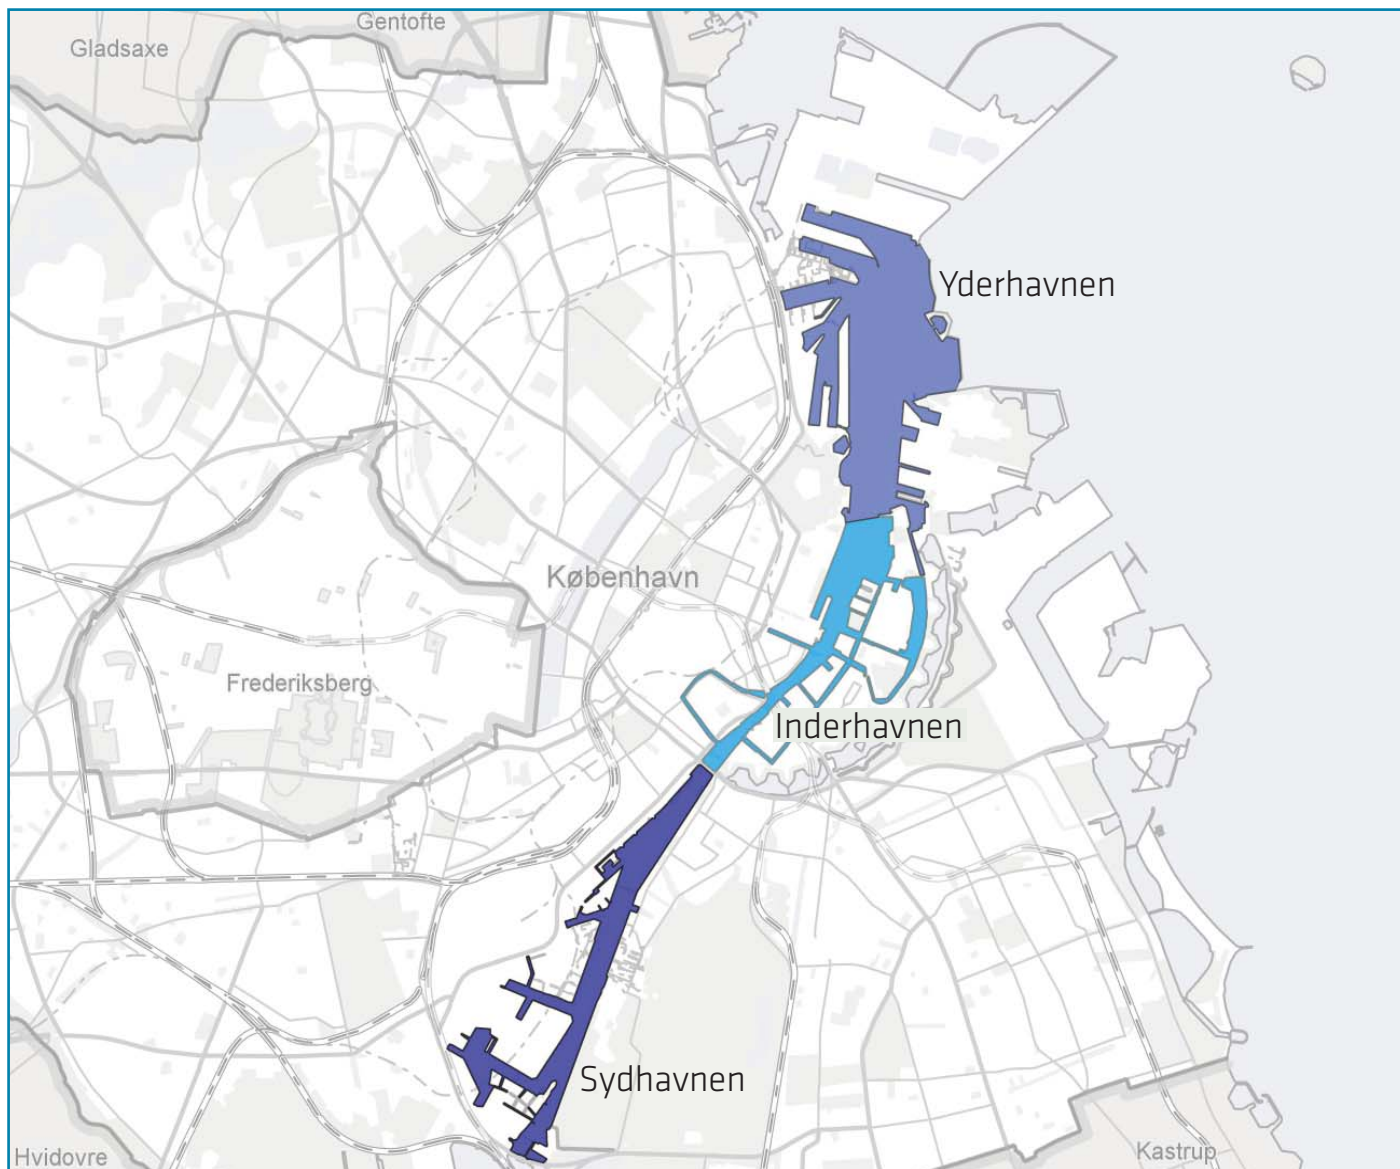 Gentofte
Gladsaxe
Yderhavnen
København
Frederiksberg
Inderhavnen
Sydhavnen
Hvidovre
Kastrup